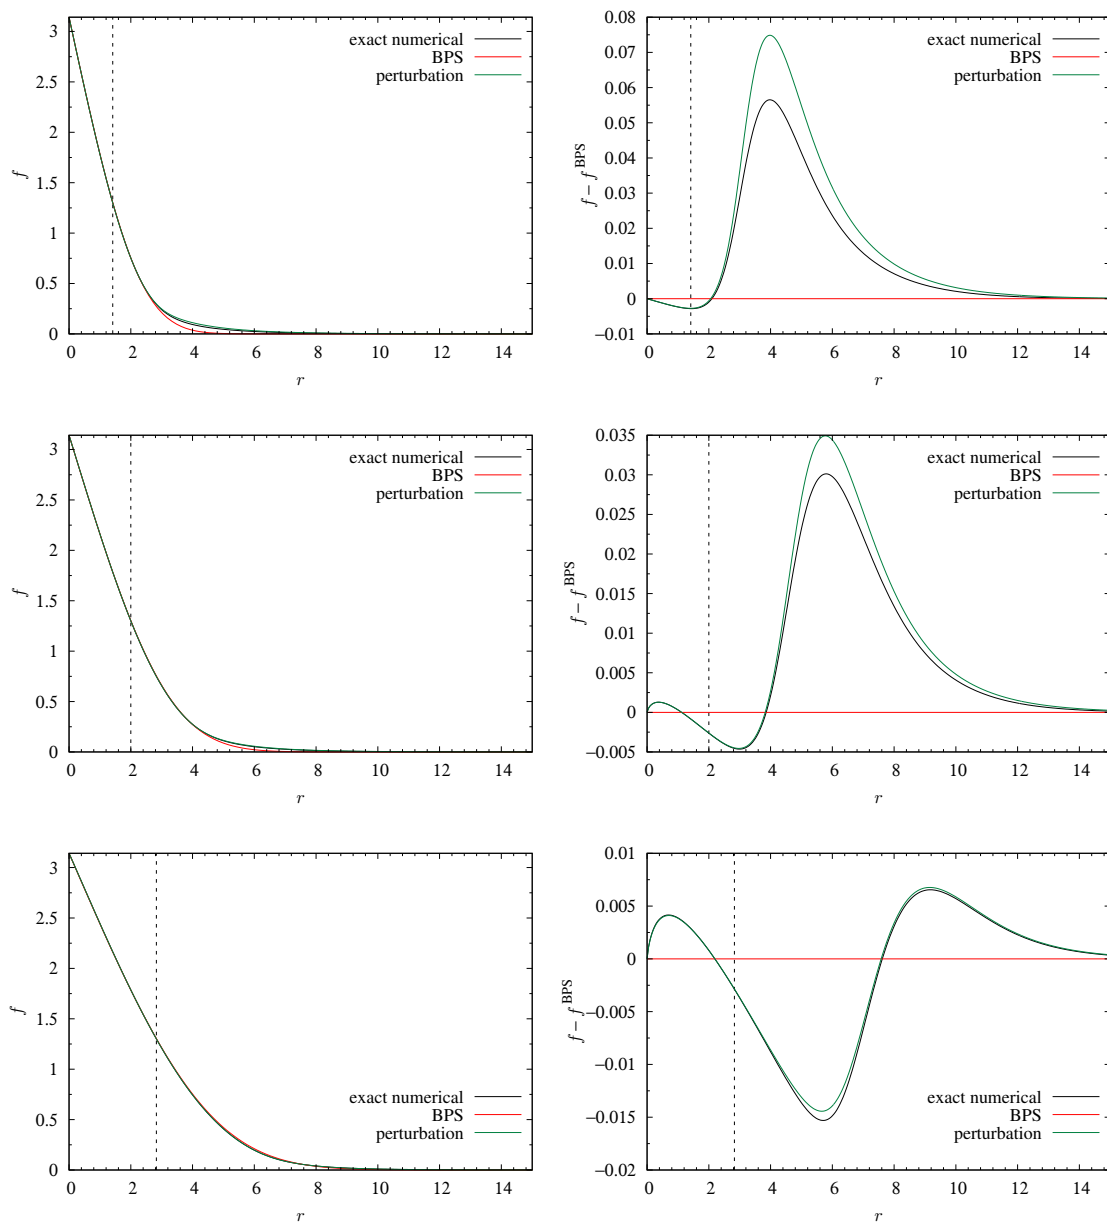 3
2.5
2
1.5
1
0.5
0
f
0 2 4 6 8 10 12 14
r
exact numerical
BPS
perturbation
0.08
0.07
0.06
0.05
0.04
0.03
0.02
0.01
0
−0.01
f − f^BPS
0 2 4 6 8 10 12 14
r
exact numerical
BPS
perturbation
3
2.5
2
1.5
1
0.5
0
f
0 2 4 6 8 10 12 14
r
exact numerical
BPS
perturbation
0.035
0.03
0.025
0.02
0.015
0.01
0.005
0
−0.005
f − f^BPS
0 2 4 6 8 10 12 14
r
exact numerical
BPS
perturbation
3
2.5
2
1.5
1
0.5
0
f
0 2 4 6 8 10 12 14
r
exact numerical
BPS
perturbation
0.01
0.005
0
−0.005
−0.01
−0.015
−0.02
f − f^BPS
0 2 4 6 8 10 12 14
r
exact numerical
BPS
perturbation